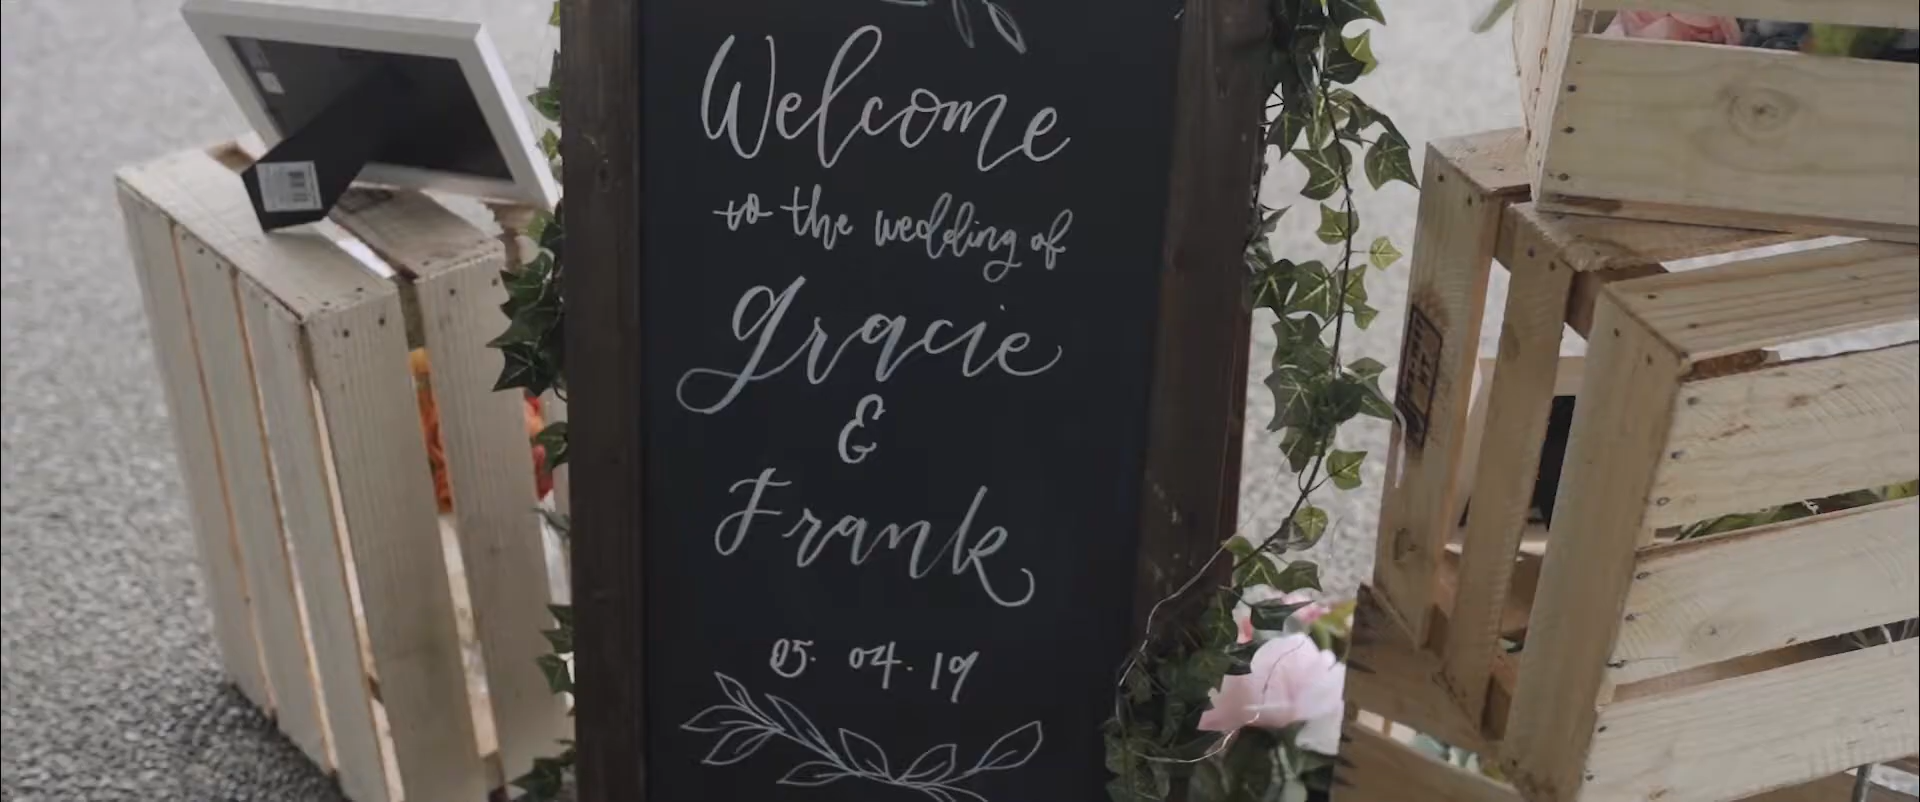 Welcome
to the wedding of
Gracie
&
Frank
05. 04. 19